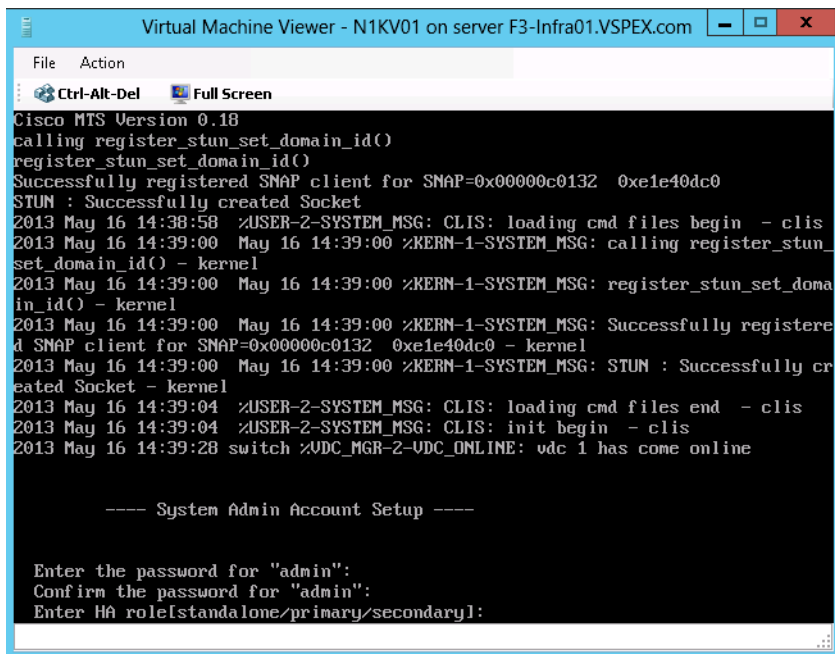 Virtual Machine Viewer - N1KV01 on server F3-Infra01.VSPEX.com
File Action
Ctrl-Alt-Del Full Screen
Cisco MTS Version 0.18
calling register_stun_set_domain_id()
register_stun_set_domain_id()
Successfully registered SNAP client for SNAP=0x00000c0132  0xe1e40dc0
STUN : Successfully created Socket
2013 May 16 14:38:58  %USER-2-SYSTEM_MSG: CLIS: loading cmd files begin  - clis
2013 May 16 14:39:00  May 16 14:39:00 %KERN-1-SYSTEM_MSG: calling register_stun_
set_domain_id() - kernel
2013 May 16 14:39:00  May 16 14:39:00 %KERN-1-SYSTEM_MSG: register_stun_set_doma
in_id() - kernel
2013 May 16 14:39:00  May 16 14:39:00 %KERN-1-SYSTEM_MSG: Successfully registere
d SNAP client for SNAP=0x00000c0132  0xe1e40dc0 - kernel
2013 May 16 14:39:00  May 16 14:39:00 %KERN-1-SYSTEM_MSG: STUN : Successfully cr
eated Socket - kernel
2013 May 16 14:39:04  %USER-2-SYSTEM_MSG: CLIS: loading cmd files end  - clis
2013 May 16 14:39:04  %USER-2-SYSTEM_MSG: CLIS: init begin  - clis
2013 May 16 14:39:28 switch %VDC_MGR-2-VDC_ONLINE: vdc 1 has come online
---- System Admin Account Setup ----
Enter the password for "admin":
Confirm the password for "admin":
Enter HA role[standalone/primary/secondary]: